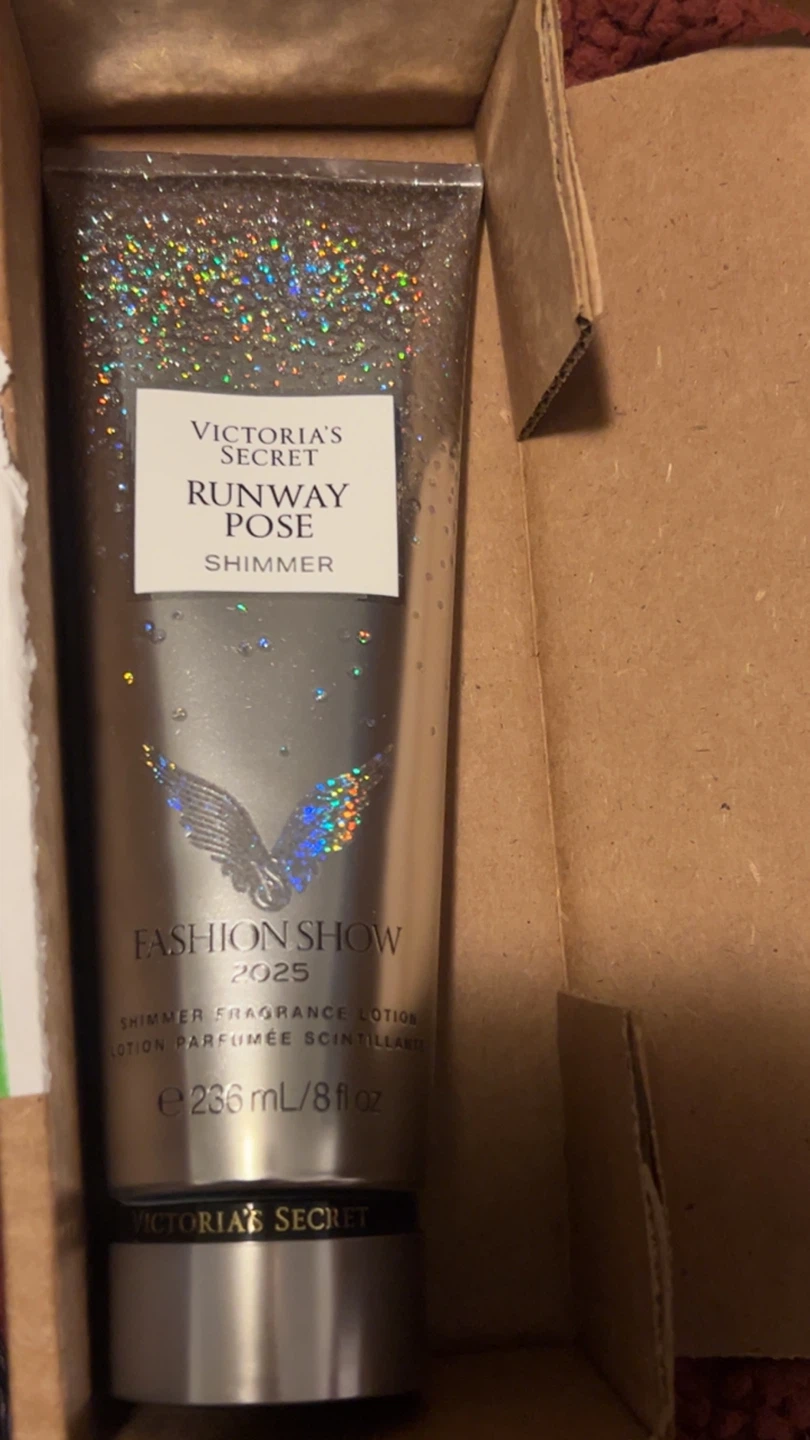 VICTORIA'S
SECRET
RUNWAY
POSE
SHIMMER
FASHION SHOW
2025
SHIMMER FRAGRANCE LOTION
LOTION PARFUMÉE SCINTILLANTE
℮ 236 mL/8 fl oz
VICTORIA'S SECRET